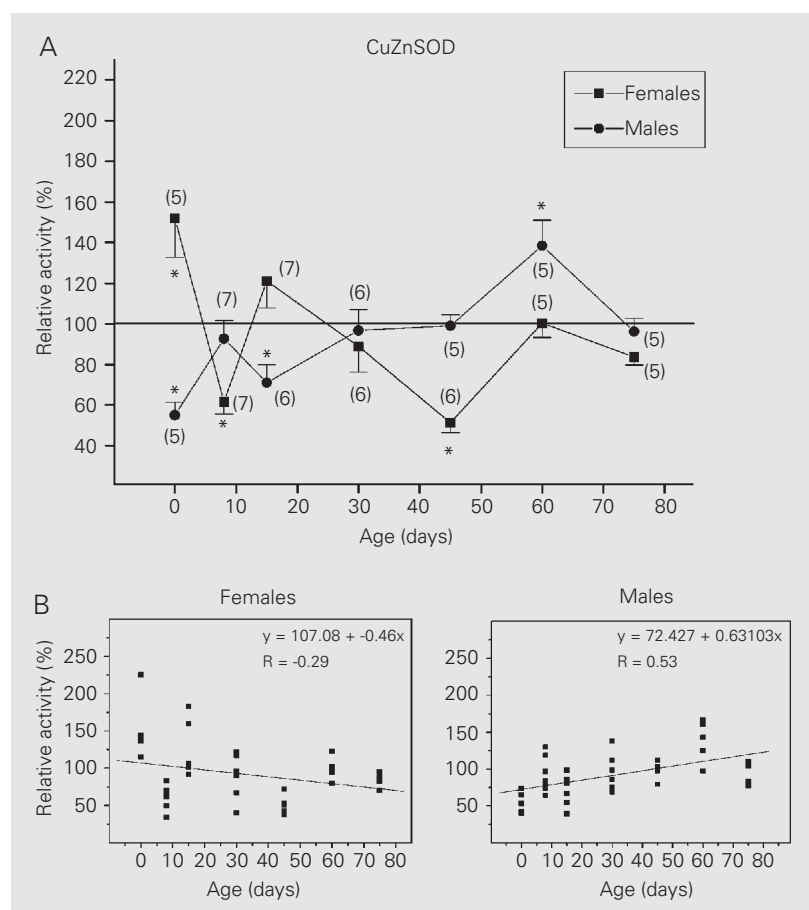 A
CuZnSOD
Relative activity (%)
220
200
180
160
140
120
100
80
60
40
Females
Males
(5)
*
(7)
(7)
(6)
*
(5)
*
*
(5)
(7)
*
(6)
(6)
(6)
*
(5)
(5)
(5)
(5)
0 10 20 30 40 50 60 70 80
Age (days)
B
Females
Relative activity (%)
y = 107.08 + -0.46x
R = -0.29
250
200
150
100
50
0 10 20 30 40 50 60 70 80
Age (days)
Males
y = 72.427 + 0.63103x
R = 0.53
250
200
150
100
50
0 10 20 30 40 50 60 70 80
Age (days)